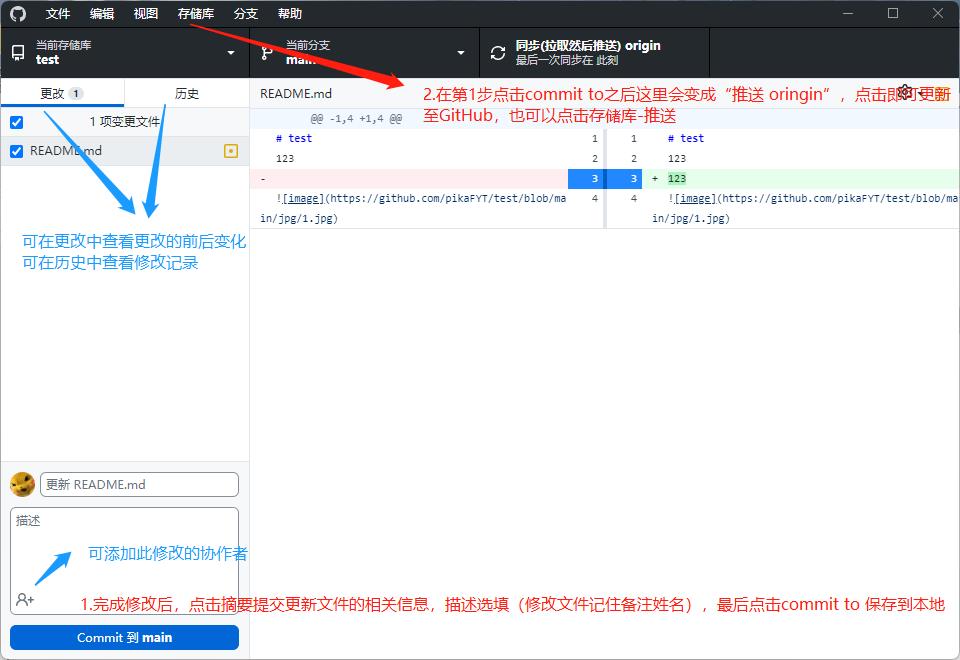 文件 编辑 视图 存储库 分支 帮助
当前存储库
test
当前分支
main
同步(拉取然后推送) origin
最后一次同步在 此刻
更改 1
历史
README.md
2.在第1步点击commit to之后这里会变成“推送 oringin”，点击即可更新
至GitHub，也可以点击存储库-推送
1 项变更文件
README.md
@@ -1,4 +1,4 @@
# test 1 1 # test
123 2 2 123
- 3 3 + 123
![image](https://github.com/pikaFYT/test/blob/ma 4 4 ![image](https://github.com/pikaFYT/test/blob/ma
in/jpg/1.jpg) in/jpg/1.jpg)
可在更改中查看更改的前后变化
可在历史中查看修改记录
更新 README.md
描述
可添加此修改的协作者
1.完成修改后，点击摘要提交更新文件的相关信息，描述选填（修改文件记住备注姓名），最后点击commit to 保存到本地
Commit 到 main